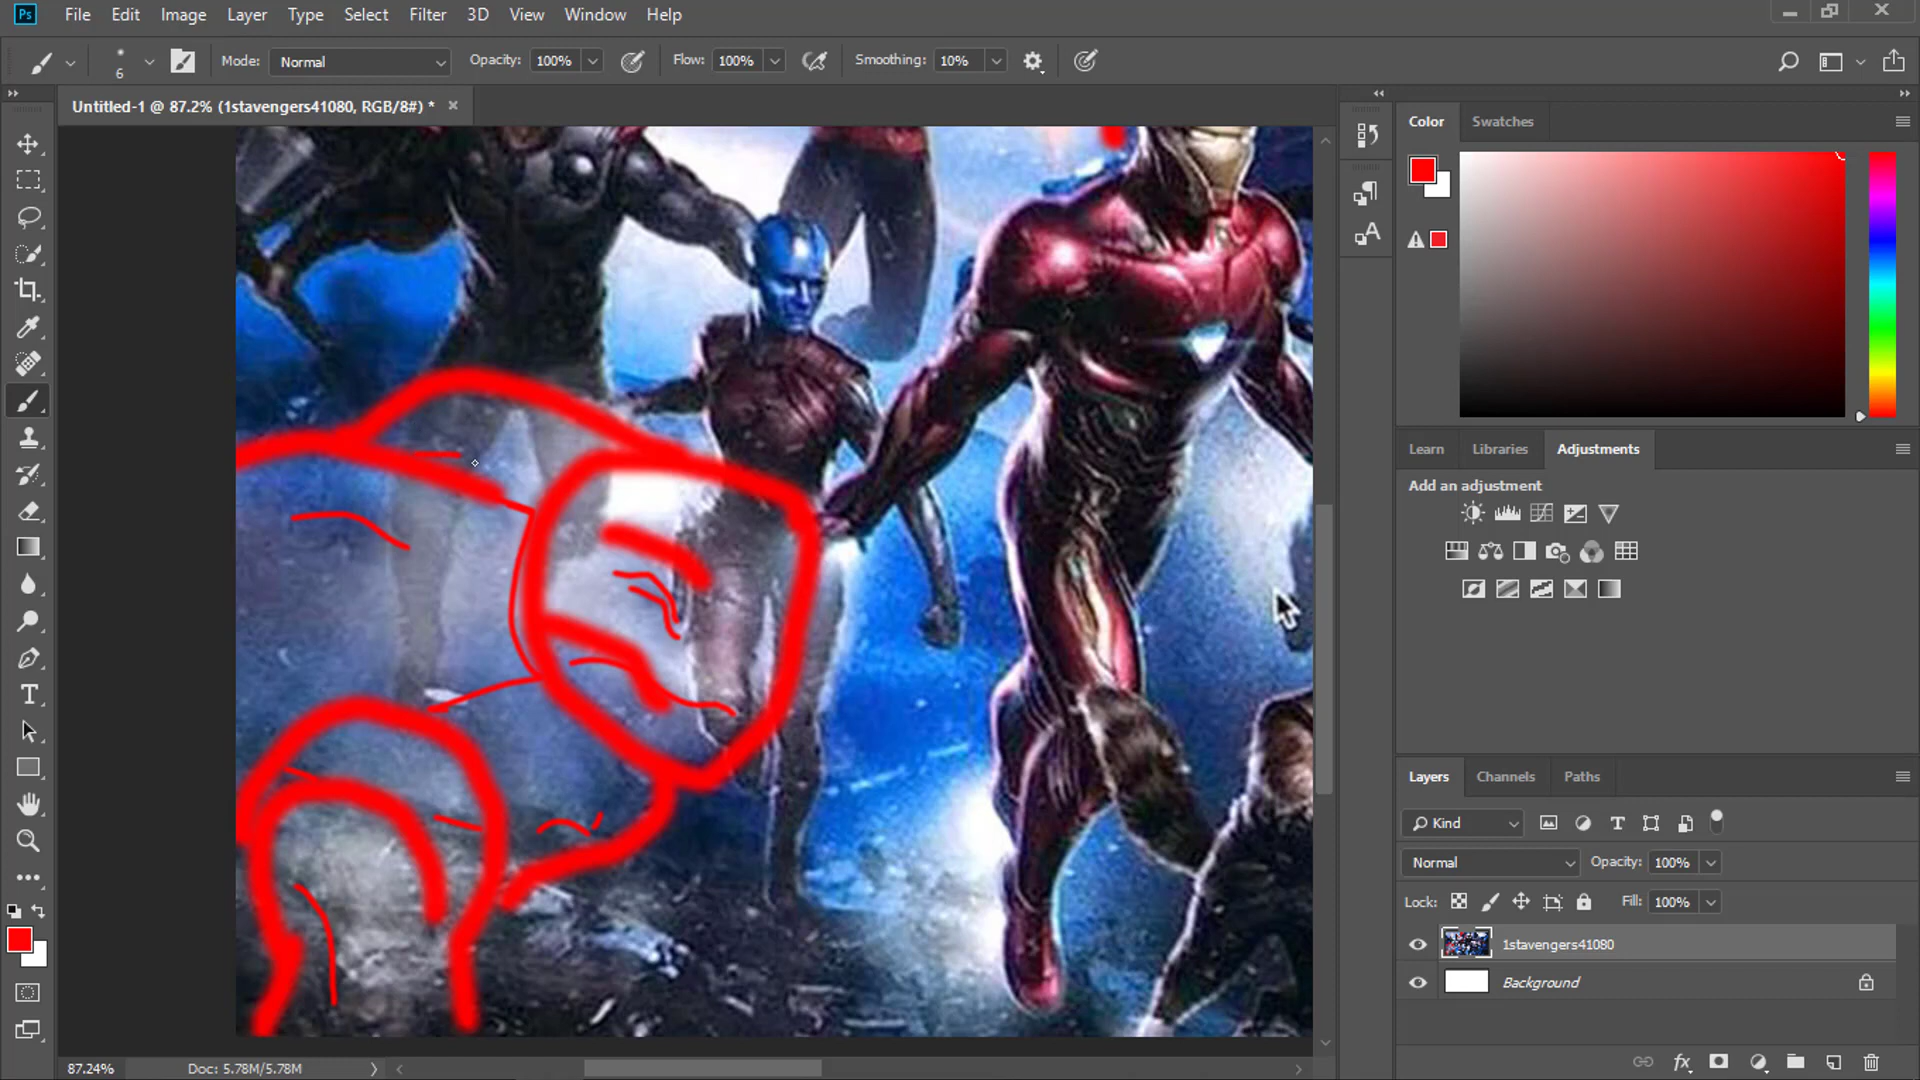 Ps File Edit Image Layer Type Select Filter 3D View Window Help
6 Mode: Normal Opacity: 100% Flow: 100% Smoothing: 10%
Untitled-1 @ 87.2% (1stavengers41080, RGB/8#) *
Color Swatches
Learn Libraries Adjustments
Add an adjustment
Layers Channels Paths
Kind
Normal Opacity: 100%
Lock: Fill: 100%
1stavengers41080
Background
fx
87.24% Doc: 5.78M/5.78M